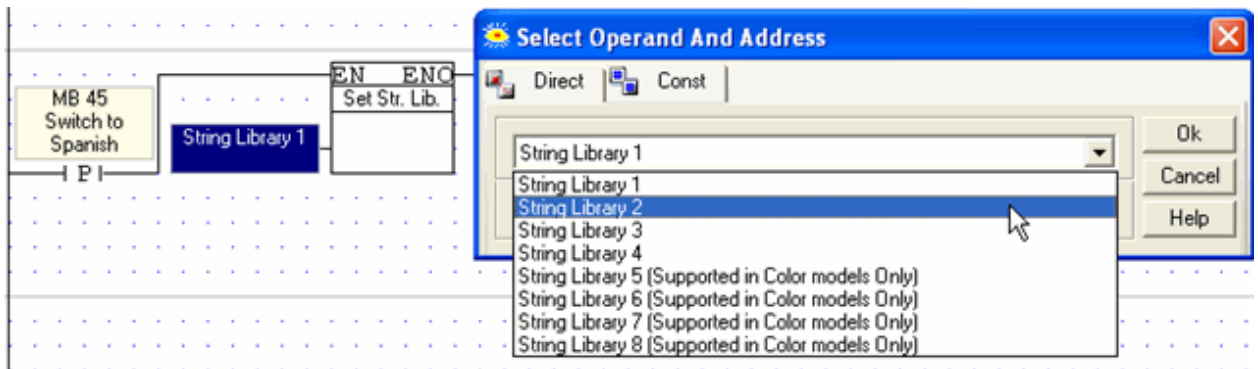 MB 45
Switch to
Spanish
P
String Library 1
EN ENO
Set Str. Lib.
Select Operand And Address
Direct Const
String Library 1
String Library 1
String Library 2
String Library 3
String Library 4
String Library 5 (Supported in Color models Only)
String Library 6 (Supported in Color models Only)
String Library 7 (Supported in Color models Only)
String Library 8 (Supported in Color models Only)
Ok
Cancel
Help